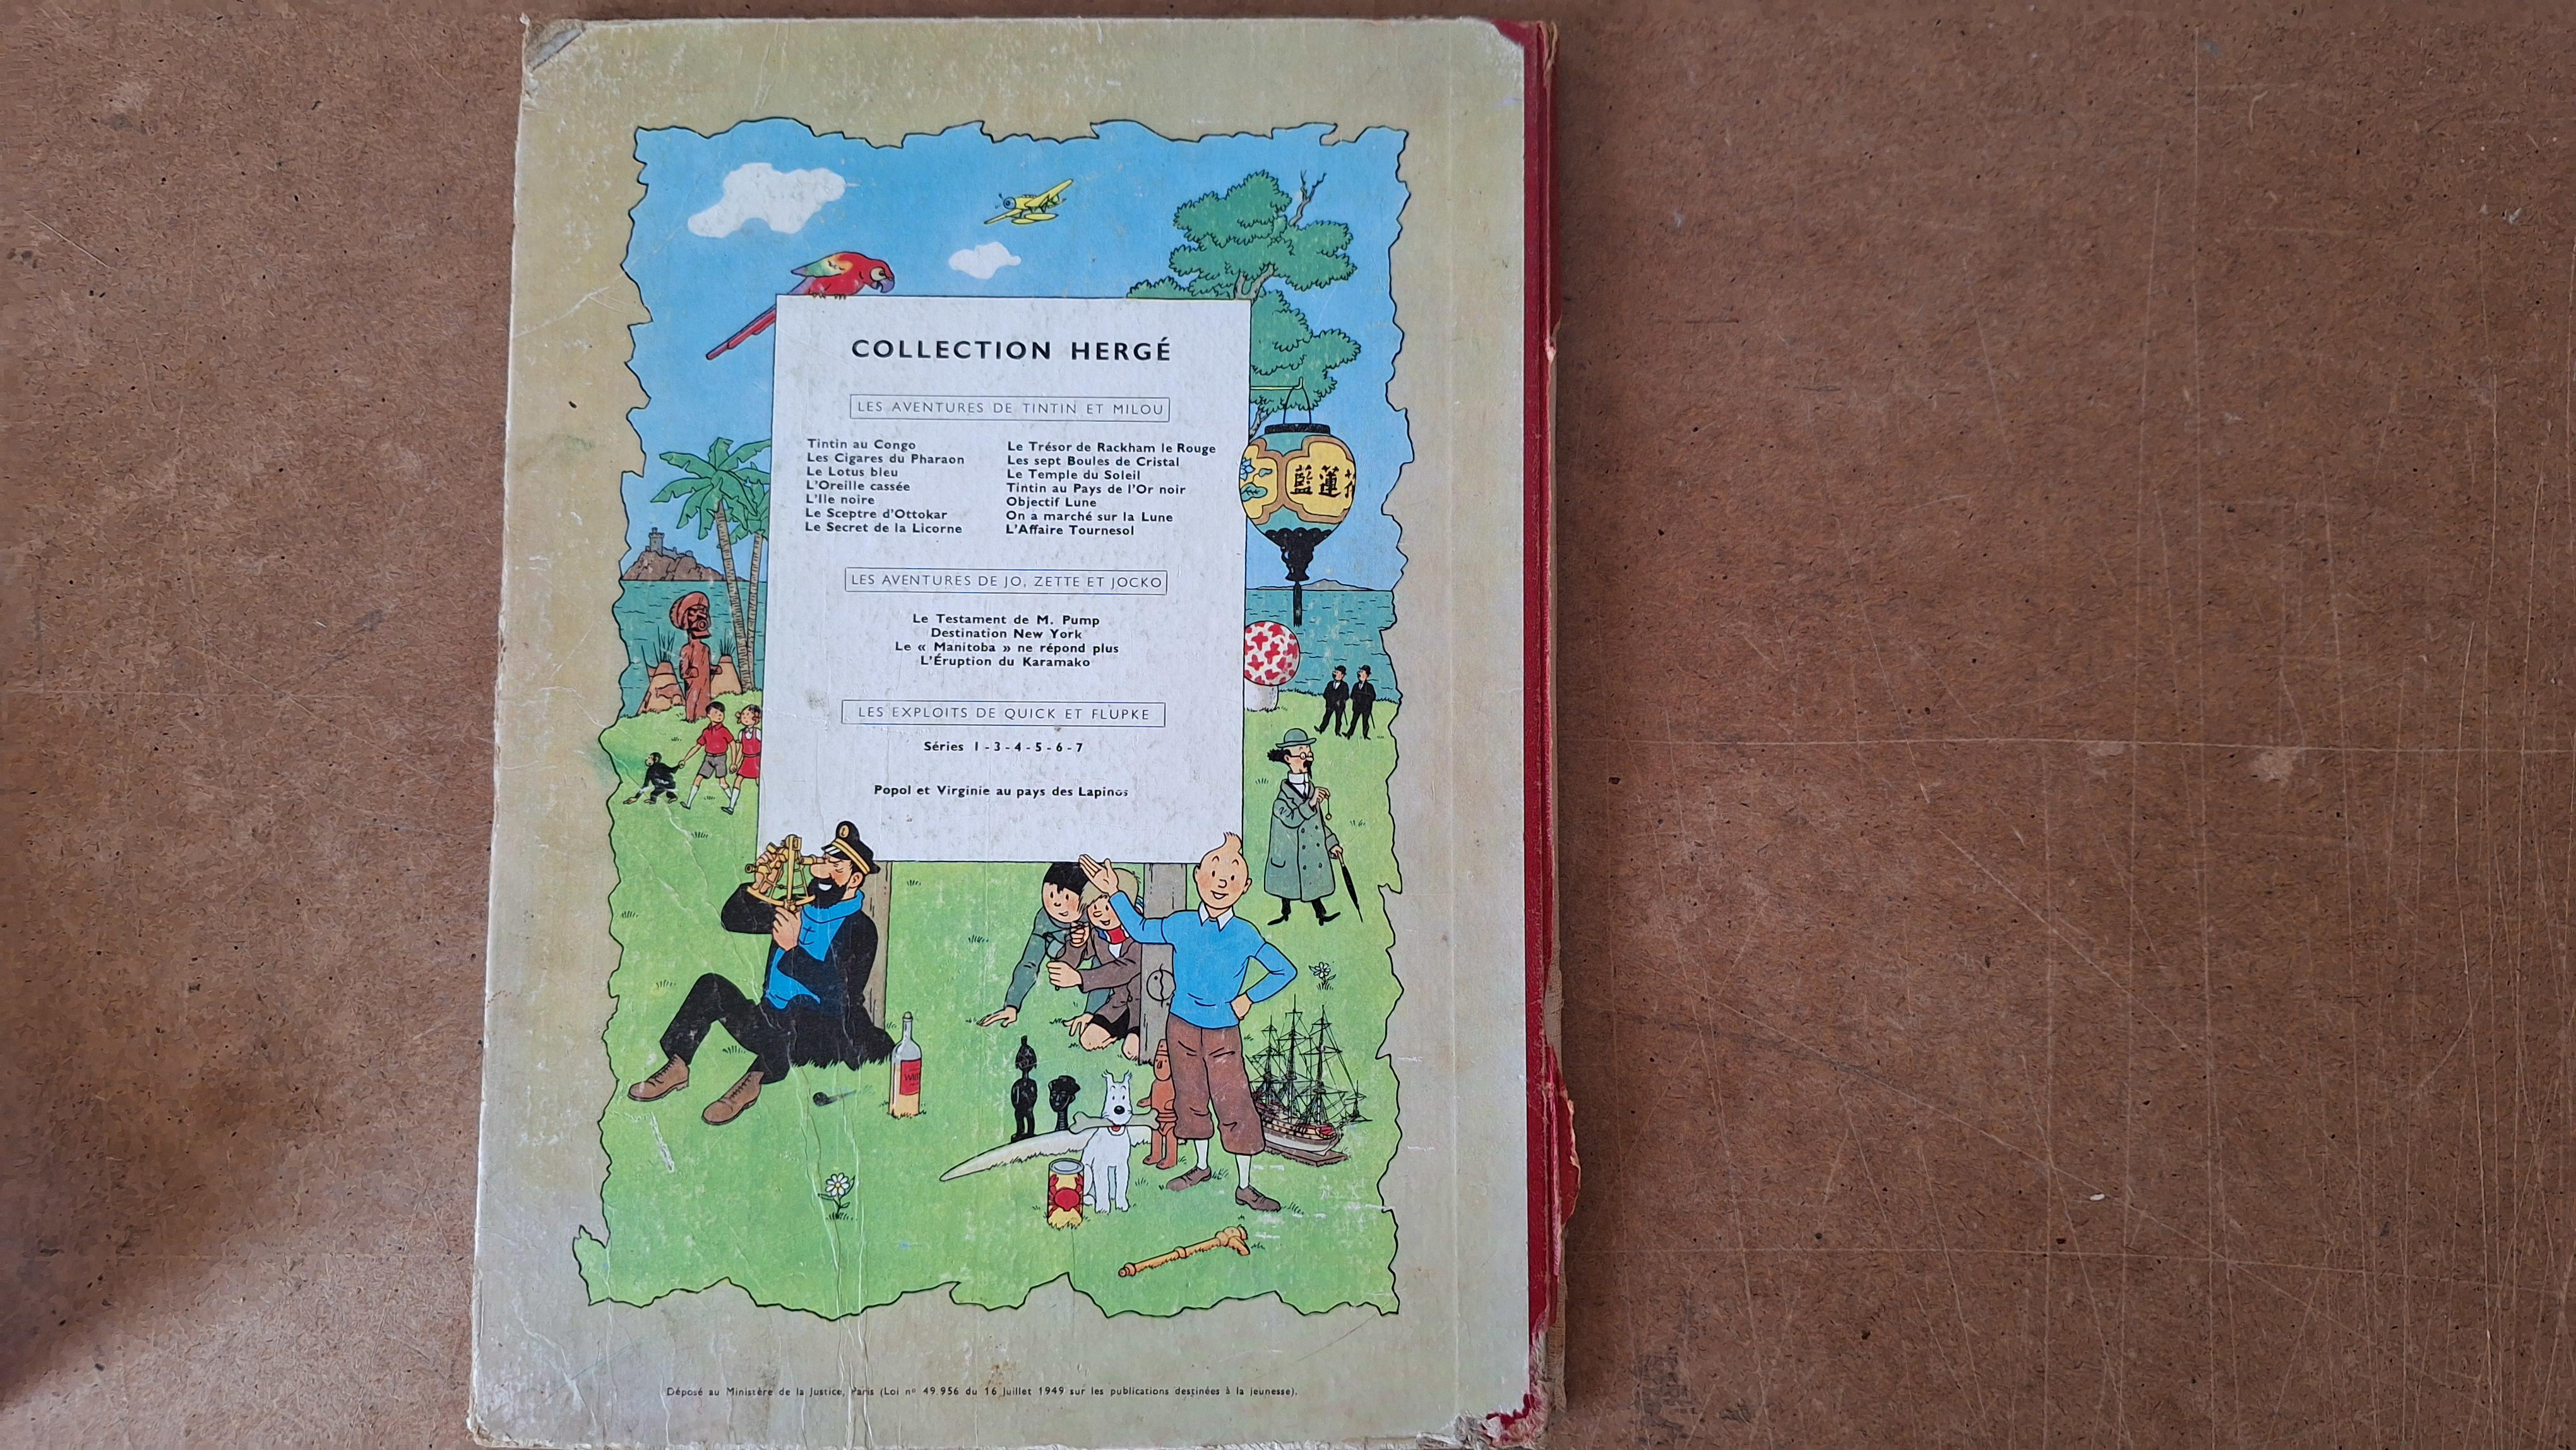 COLLECTION HERGÉ
LES AVENTURES DE TINTIN ET MILOU
Tintin au Congo
Les Cigares du Pharaon
Le Lotus bleu
L'Oreille cassée
L'Ile noire
Le Sceptre d'Ottokar
Le Secret de la Licorne
Le Trésor de Rackham le Rouge
Les sept Boules de Cristal
Le Temple du Soleil
Tintin au Pays de l'Or noir
Objectif Lune
On a marché sur la Lune
L'Affaire Tournesol
藍蓮
LES AVENTURES DE JO, ZETTE ET JOCKO
Le Testament de M. Pump
Destination New York
Le « Manitoba » ne répond plus
L'Éruption du Karamako
LES EXPLOITS DE QUICK ET FLUPKE
Séries 1 - 3 - 4 - 5 - 6 - 7
Popol et Virginie au pays des Lapinos
Déposé au Ministère de la Justice, Paris (Loi nº 49.956 du 16 juillet 1949 sur les publications destinées à la jeunesse).